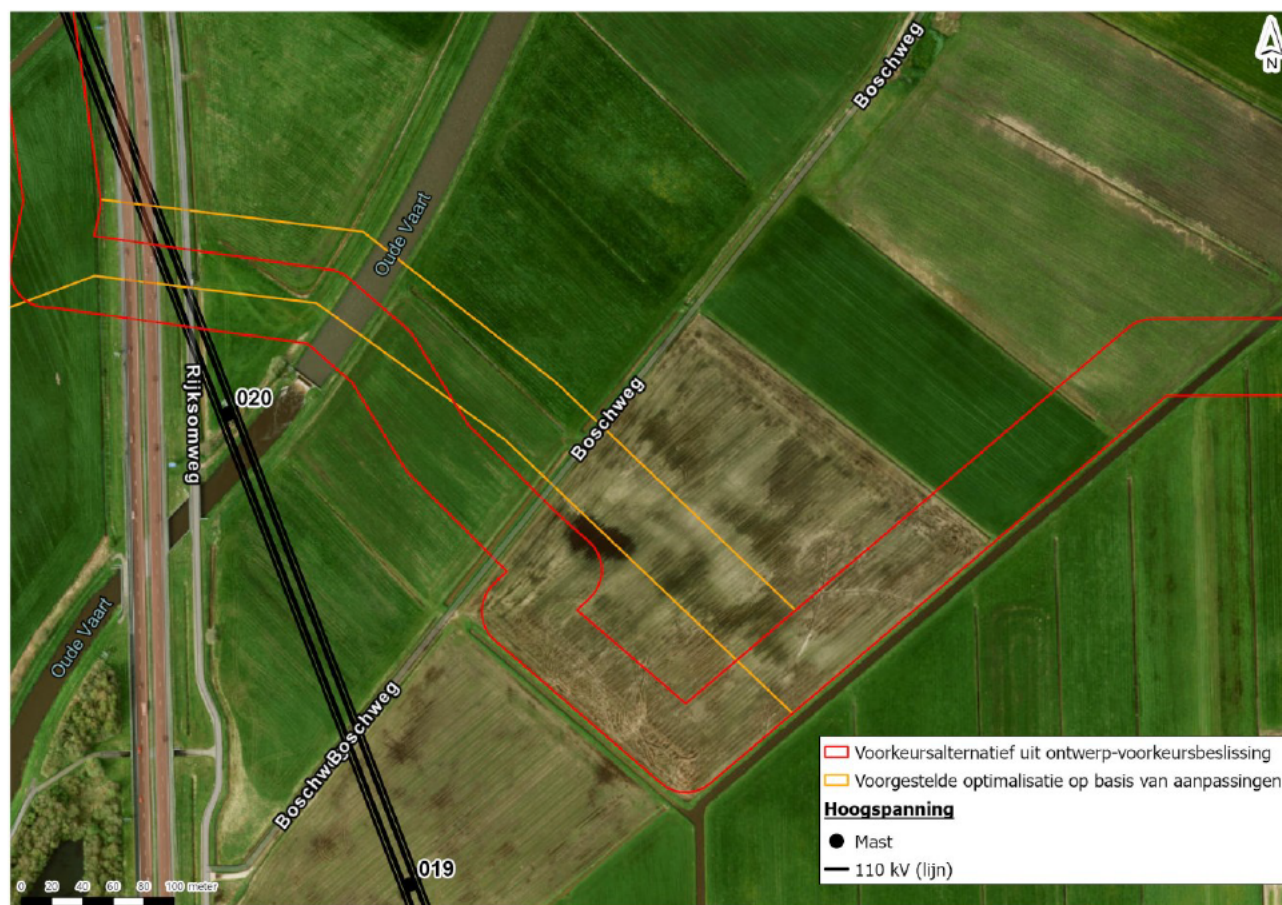 N
Boschweg
Oude Vaart
Rijksomweg
020
Boschweg
Oude Vaart
Boschw
Boschweg
019
0 20 40 60 80 100 meter
Voorkeursalternatief uit ontwerp-voorkeursbeslissing
Voorgestelde optimalisatie op basis van aanpassingen
Hoogspanning
Mast
110 kV (lijn)